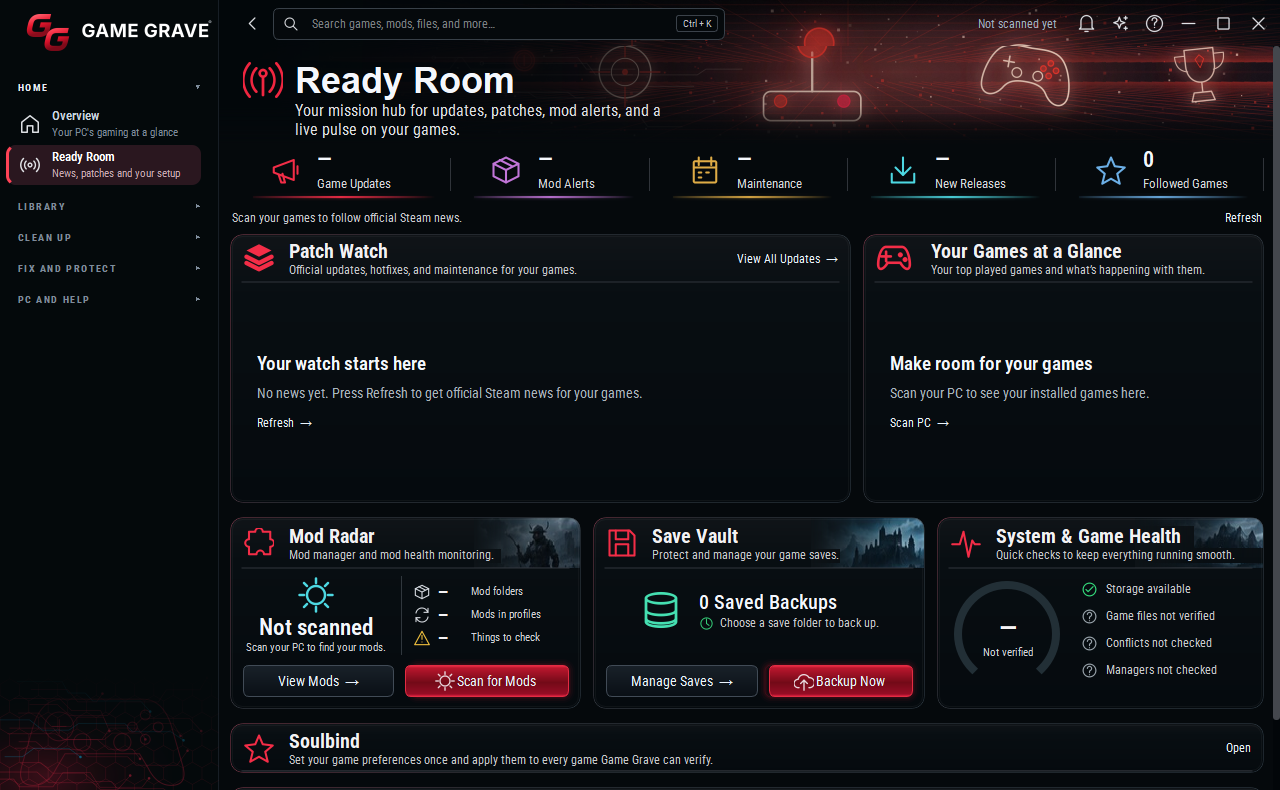 GAME GRAVE
Search games, mods, files, and more...
Ctrl + K
Not scanned yet
HOME
Overview
Your PC's gaming at a glance
Ready Room
News, patches and your setup
LIBRARY
CLEAN UP
FIX AND PROTECT
PC AND HELP
Ready Room
Your mission hub for updates, patches, mod alerts, and a
live pulse on your games.
–
Game Updates
–
Mod Alerts
–
Maintenance
–
New Releases
0
Followed Games
Scan your games to follow official Steam news.
Refresh
Patch Watch
Official updates, hotfixes, and maintenance for your games.
View All Updates →
Your watch starts here
No news yet. Press Refresh to get official Steam news for your games.
Refresh →
Your Games at a Glance
Your top played games and what's happening with them.
Make room for your games
Scan your PC to see your installed games here.
Scan PC →
Mod Radar
Mod manager and mod health monitoring.
Not scanned
Scan your PC to find your mods.
– Mod folders
– Mods in profiles
– Things to check
View Mods →
Scan for Mods
Save Vault
Protect and manage your game saves.
0 Saved Backups
Choose a save folder to back up.
Manage Saves →
Backup Now
System & Game Health
Quick checks to keep everything running smooth.
–
Not verified
Storage available
Game files not verified
Conflicts not checked
Managers not checked
Soulbind
Set your game preferences once and apply them to every game Game Grave can verify.
Open